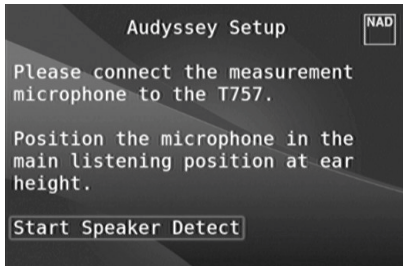 Audyssey Setup
NAD
Please connect the measurement
microphone to the T757.
Position the microphone in the
main listening position at ear
height.
Start Speaker Detect